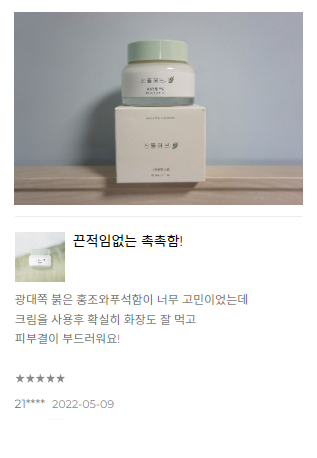 끈적임없는 촉촉함!
광대쪽 붉은 홍조와푸석함이 너무 고민이었는데
크림을 사용후 확실히 화장도 잘 먹고
피부결이 부드러워요!
★★★★★
21**** 2022-05-09